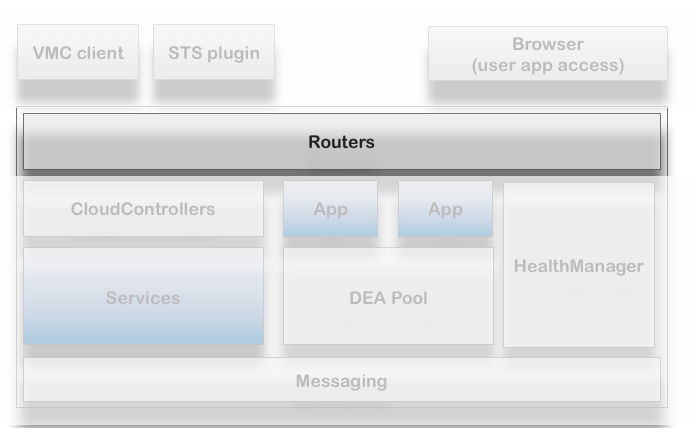 VMC client
STS plugin
Browser
(user app access)
Routers
CloudControllers
App
App
HealthManager
Services
DEA Pool
Messaging